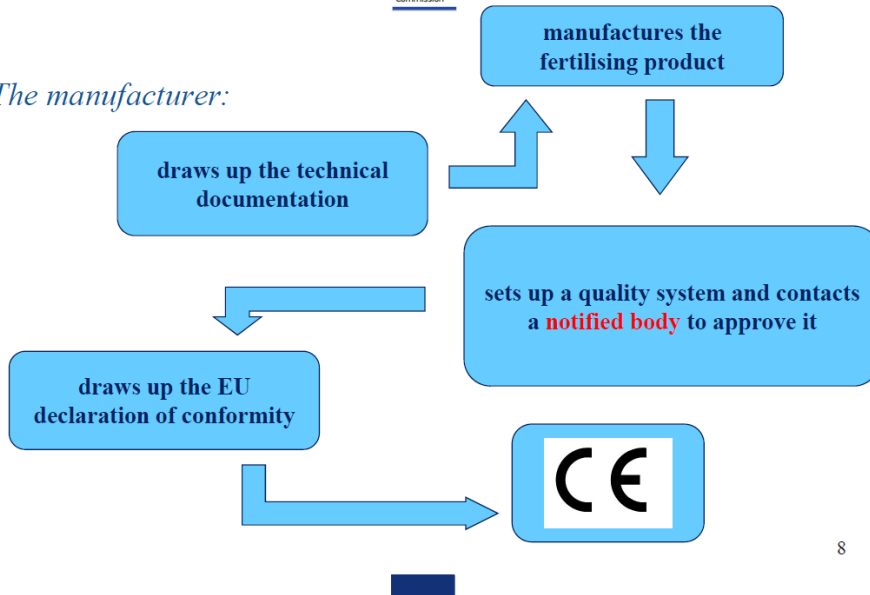 Commission
The manufacturer:
manufactures the
fertilising product
draws up the technical
documentation
sets up a quality system and contacts
a notified body to approve it
draws up the EU
declaration of conformity
CE
8